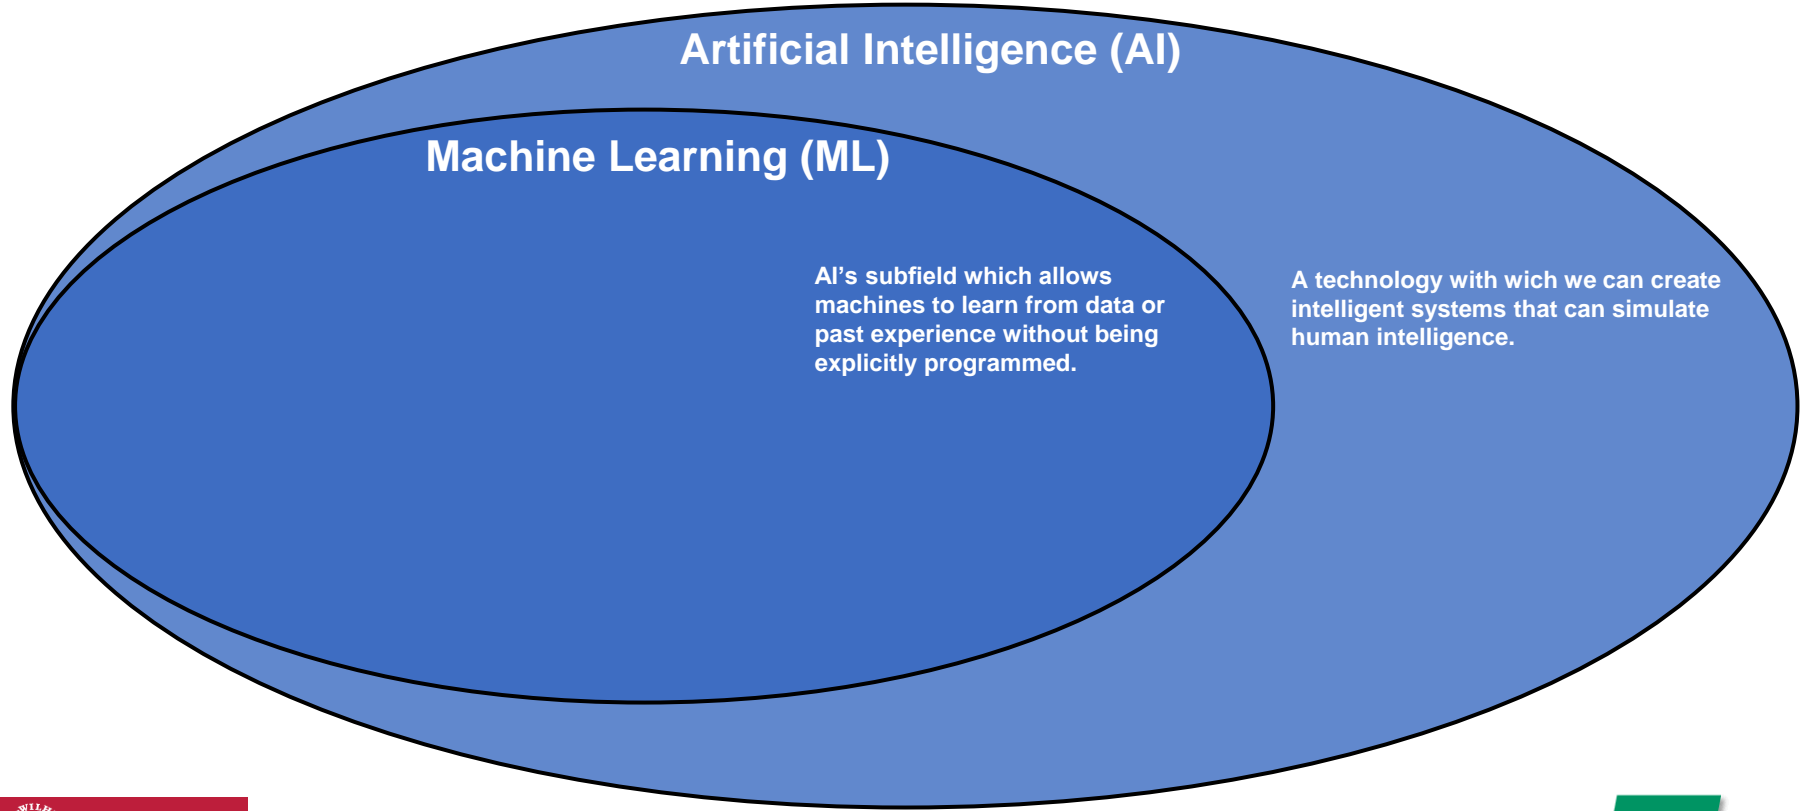 Artificial Intelligence (AI)
Machine Learning (ML)
AI’s subfield which allows
machines to learn from data or
past experience without being
explicitly programmed.
A technology with wich we can create
intelligent systems that can simulate
human intelligence.